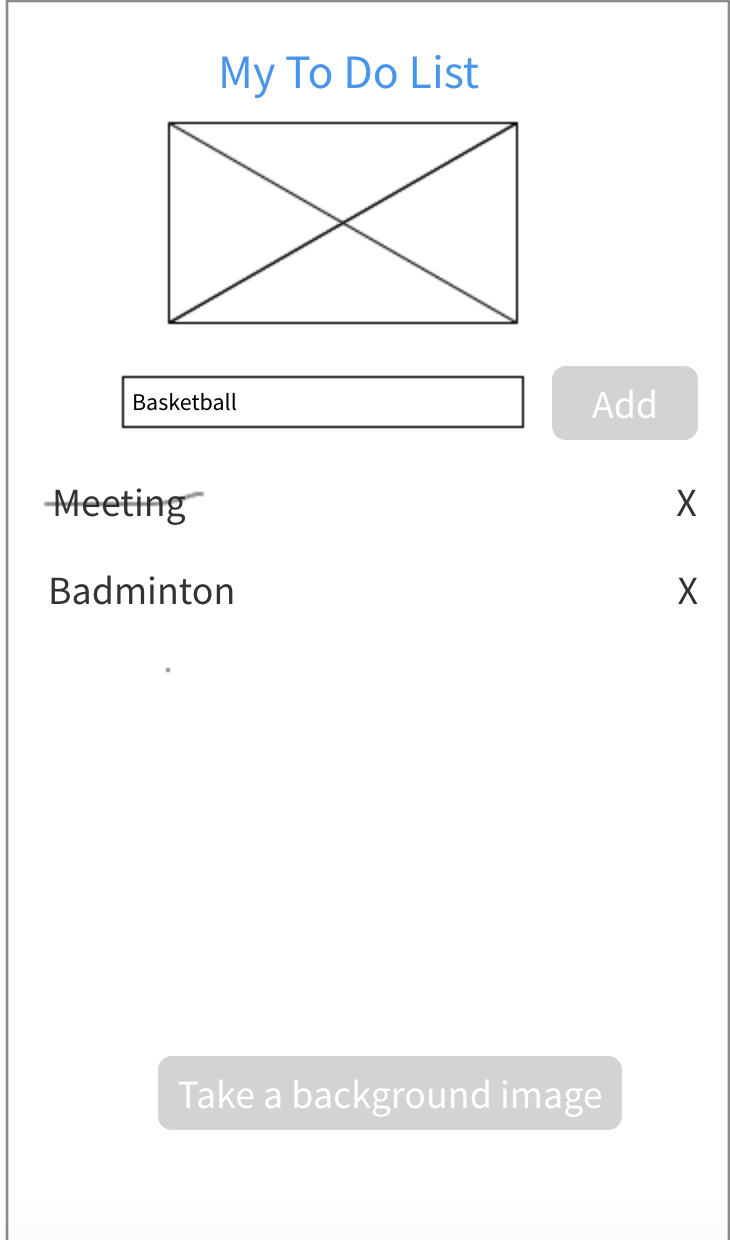 My To Do List
Basketball
Add
Meeting X
Badminton X
Take a background image